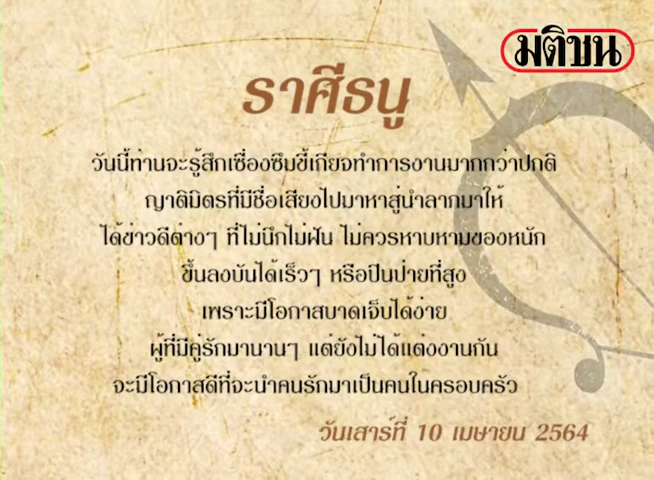 มติชน
ราศีธนู
วันนี้ท่านจะรู้สึกเซื่องซึมขี้เกียจทำการงานมากกว่าปกติ
ญาติมิตรที่มีชื่อเสียงไปมาหาสู่นำลาภมาให้
ได้ข่าวดีต่างๆ ที่ไม่นึกไม่ฝัน ไม่ควรหาบหามของหนัก
ขึ้นลงบันไดเร็วๆ หรือปีนป่ายที่สูง
เพราะมีโอกาสบาดเจ็บได้ง่าย
ผู้ที่มีคู่รักมานานๆ แต่ยังไม่ได้แต่งงานกัน
จะมีโอกาสดีที่จะนำคนรักมาเป็นคนในครอบครัว
วันเสาร์ที่ 10 เมษายน 2564